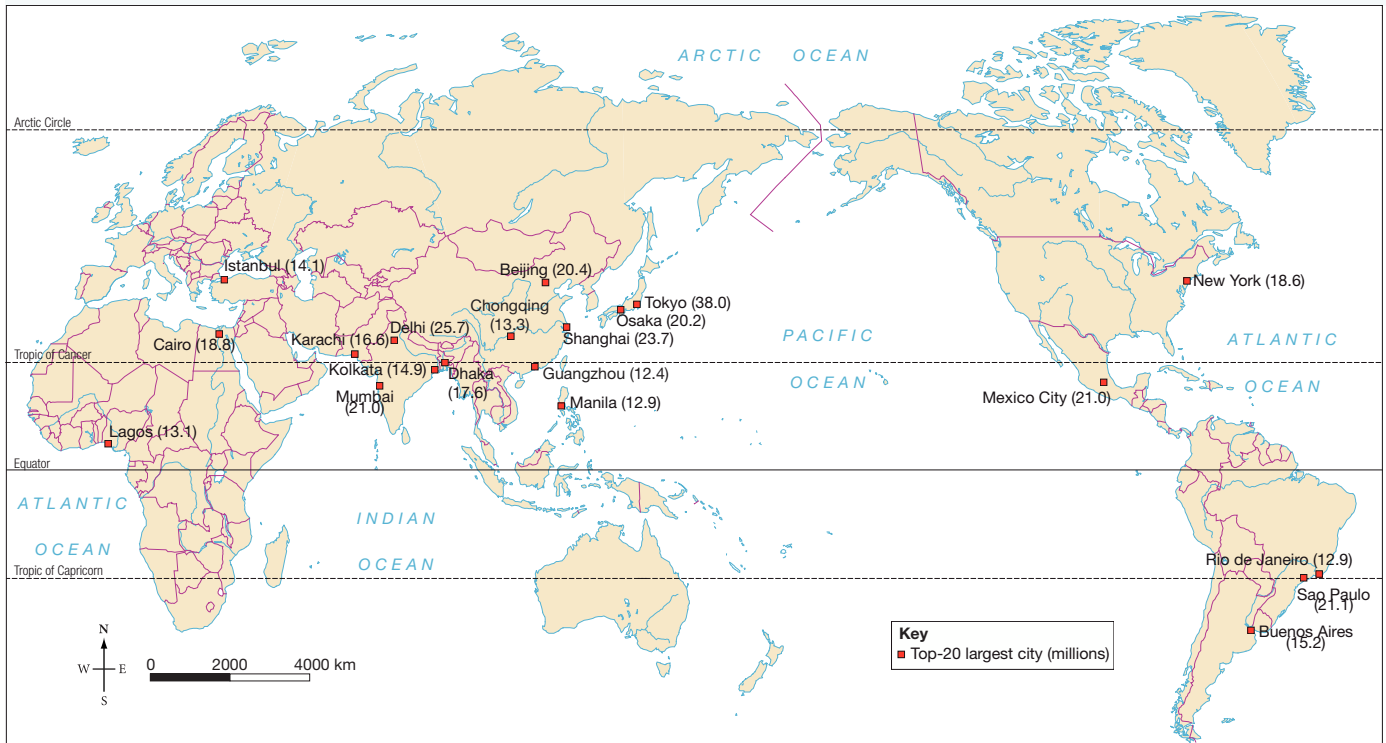 ARCTIC OCEAN
Arctic Circle
Istanbul (14.1)
Beijing (20.4)
New York (18.6)
Tokyo (38.0)
Chongqing
(13.3)
Osaka (20.2)
Delhi (25.7)
Shanghai (23.7)
PACIFIC
OCEAN
Cairo (18.8)
Karachi (16.6)
ATLANTIC
OCEAN
Tropic of Cancer
Kolkata (14.9)
Dhaka
(17.6)
Guangzhou (12.4)
Mumbai
(21.0)
Manila (12.9)
Mexico City (21.0)
Lagos (13.1)
Equator
ATLANTIC
OCEAN
INDIAN
OCEAN
Rio de Janeiro (12.9)
Tropic of Capricorn
Sao Paulo
(21.1)
Buenos Aires
(15.2)
N
W E
S
0 2000 4000 km
Key
Top-20 largest city (millions)